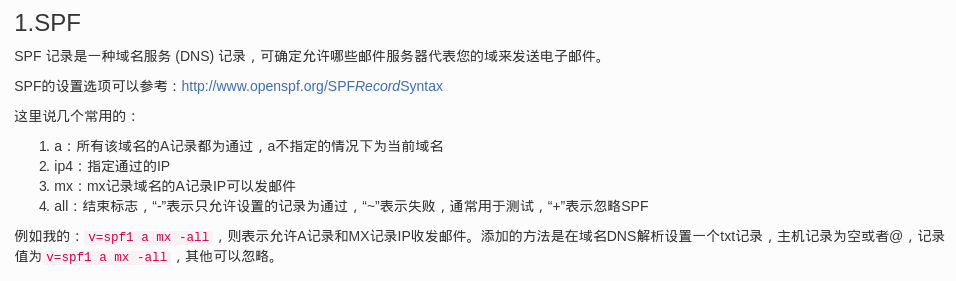 1.SPF
SPF 记录是一种域名服务 (DNS) 记录，可确定允许哪些邮件服务器代表您的域来发送电子邮件。
SPF的设置选项可以参考：http://www.openspf.org/SPFRecordSyntax
这里说几个常用的：
1. a：所有该域名的A记录都为通过，a不指定的情况下为当前域名
2. ip4：指定通过的IP
3. mx：mx记录域名的A记录IP可以发邮件
4. all：结束标志，“-”表示只允许设置的记录为通过，“~”表示失败，通常用于测试，“+”表示忽略SPF
例如我的：v=spf1 a mx -all，则表示允许A记录和MX记录IP收发邮件。添加的方法是在域名DNS解析设置一个txt记录，主机记录为空或者@，记录
值为 v=spf1 a mx -all，其他可以忽略。